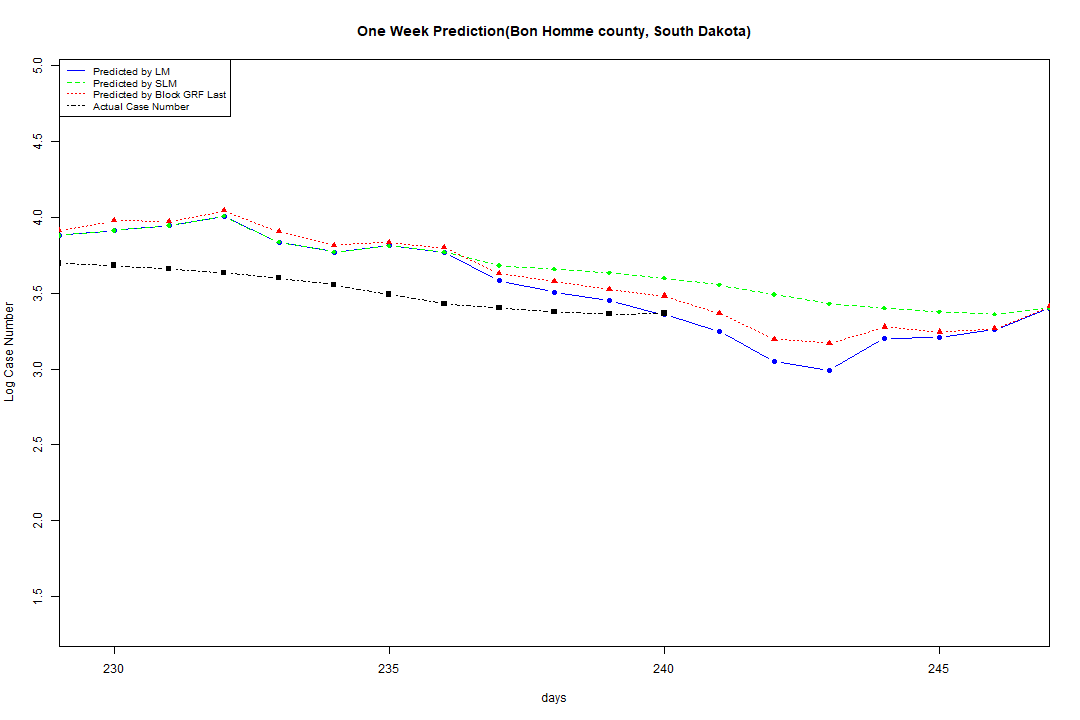 One Week Prediction(Bon Homme county, South Dakota)
Predicted by LM
Predicted by SLM
Predicted by Block GRF Last
Actual Case Number
5.0
4.5
4.0
3.5
3.0
2.5
2.0
1.5
Log Case Number
230 235 240 245
days